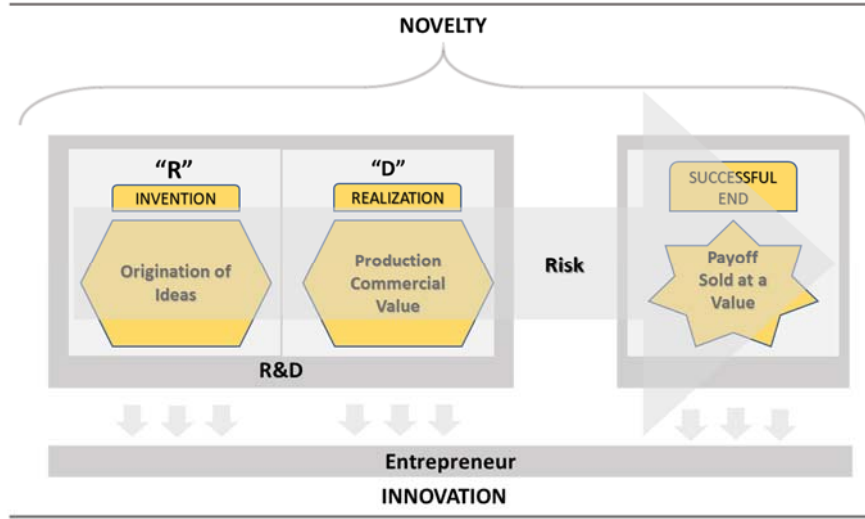 NOVELTY
“R”
INVENTION
Origination of
Ideas
“D”
REALIZATION
Production
Commercial
Value
R&D
Risk
SUCCESSFUL
END
Payoff
Sold at a
Value
Entrepreneur
INNOVATION